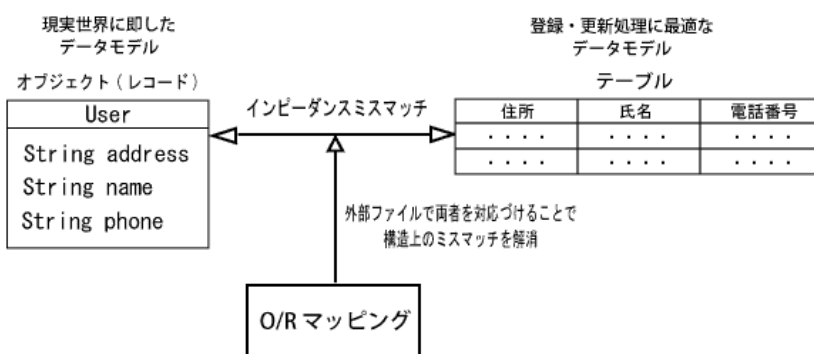 現実世界に即した
データモデル
オブジェクト（レコード）
User
String address
String name
String phone
インピーダンスミスマッチ
登録・更新処理に最適な
データモデル
テーブル
住所 氏名 電話番号
・・・・ ・・・・ ・・・・
・・・・ ・・・・ ・・・・
外部ファイルで両者を対応づけることで
構造上のミスマッチを解消
O/R マッピング